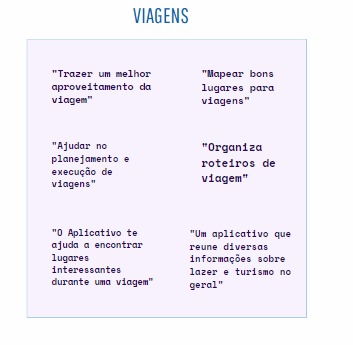 VIAGENS
"Trazer um melhor
aproveitamento da
viagem"
"Mapear bons
lugares para
viagens"
"Ajudar no
planejamento e
execução de
viagens"
"Organiza
roteiros de
viagem"
"O Aplicativo te
ajuda a encontrar
lugares
interessantes
durante uma viagem"
"Um aplicativo que
reune diversas
informações sobre
lazer e turismo no
geral"